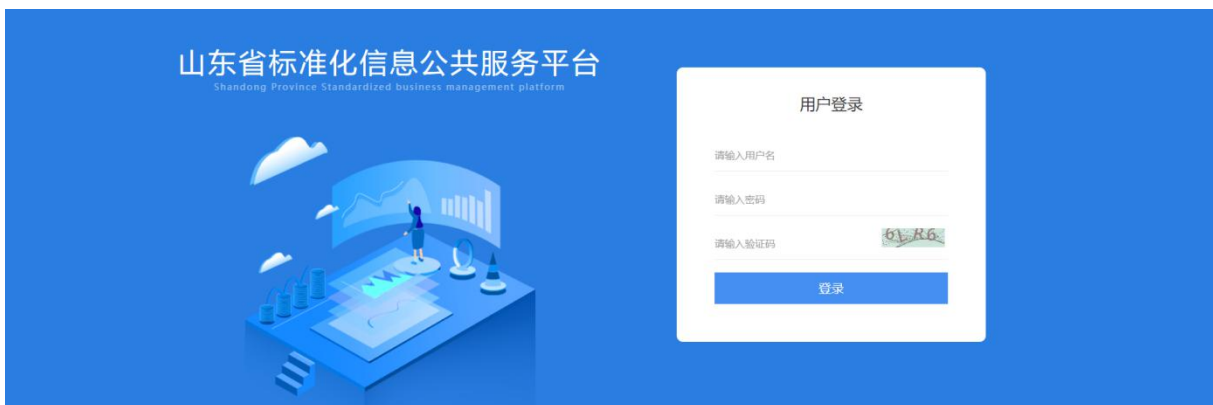 山东省标准化信息公共服务平台
Shandong Province Standardized business management platform
用户登录
请输入用户名
请输入密码
请输入验证码
登录